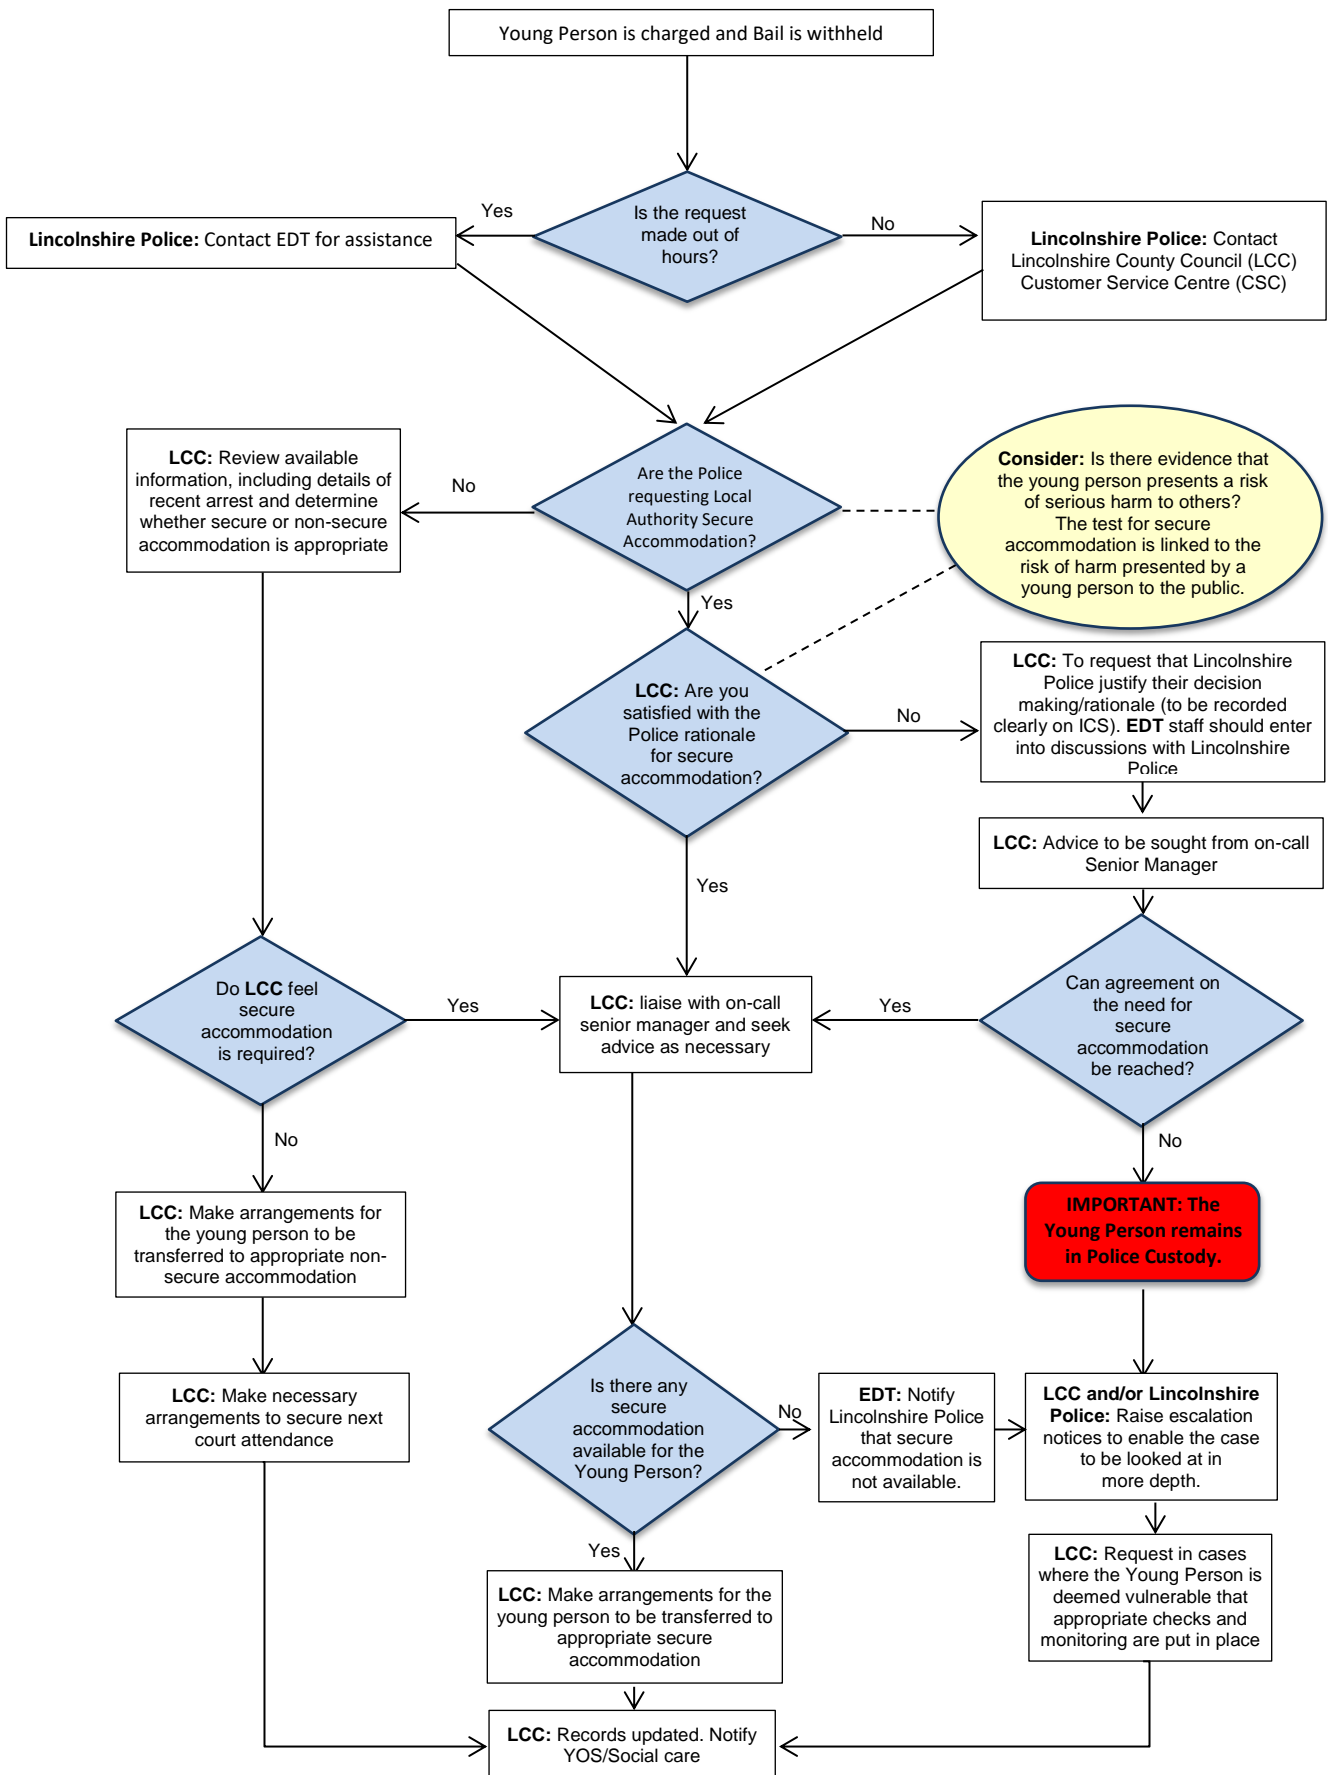 Young Person is charged and Bail is withheld
Is the request
made out of
hours?
Yes
No
Lincolnshire Police: Contact EDT for assistance
Lincolnshire Police: Contact
Lincolnshire County Council (LCC)
Customer Service Centre (CSC)
Are the Police
requesting Local
Authority Secure
Accommodation?
No
Yes
Consider: Is there evidence that
the young person presents a risk
of serious harm to others?
The test for secure
accommodation is linked to the
risk of harm presented by a
young person to the public.
LCC: Review available
information, including details of
recent arrest and determine
whether secure or non-secure
accommodation is appropriate
LCC: Are you
satisfied with the
Police rationale
for secure
accommodation?
No
Yes
LCC: To request that Lincolnshire
Police justify their decision
making/rationale (to be recorded
clearly on ICS). EDT staff should enter
into discussions with Lincolnshire
Police
LCC: Advice to be sought from on-call
Senior Manager
Do LCC feel
secure
accommodation
is required?
Yes
No
LCC: liaise with on-call
senior manager and seek
advice as necessary
Can agreement on
the need for
secure
accommodation
be reached?
Yes
No
LCC: Make arrangements for
the young person to be
transferred to appropriate non-
secure accommodation
IMPORTANT: The
Young Person remains
in Police Custody.
LCC: Make necessary
arrangements to secure next
court attendance
Is there any
secure
accommodation
available for the
Young Person?
No
Yes
EDT: Notify
Lincolnshire Police
that secure
accommodation is
not available.
LCC and/or Lincolnshire
Police: Raise escalation
notices to enable the case
to be looked at in
more depth.
LCC: Make arrangements for the
young person to be transferred to
appropriate secure
accommodation
LCC: Request in cases
where the Young Person is
deemed vulnerable that
appropriate checks and
monitoring are put in place
LCC: Records updated. Notify
YOS/Social care